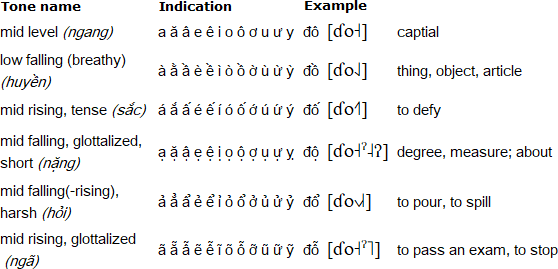 Tone name Indication Example
mid level (ngang) a ă â e ê i o ô ơ u ư y đô [ɗo˧] captial
low falling (breathy)
(huyền) à ằ ầ è ề ì ò ồ ờ ù ừ ỳ đồ [ɗo˨˩] thing, object, article
mid rising, tense (sắc) á ắ ấ é ế í ó ố ớ ú ứ ý đố [ɗo˧˥] to defy
mid falling, glottalized,
short (nặng) ạ ặ ậ ẹ ệ ị ọ ộ ợ ụ ự ỵ độ [ɗo˧ˀ˨ʔ] degree, measure; about
mid falling(-rising),
harsh (hỏi) ả ẳ ẩ ẻ ể ỉ ỏ ổ ở ủ ử ỷ đổ [ɗo˧˩˧] to pour, to spill
mid rising, glottalized
(ngã) ã ẵ ẫ ẽ ễ ĩ õ ỗ ỡ ũ ữ ỹ đỗ [ɗo˧ˀ˥] to pass an exam, to stop